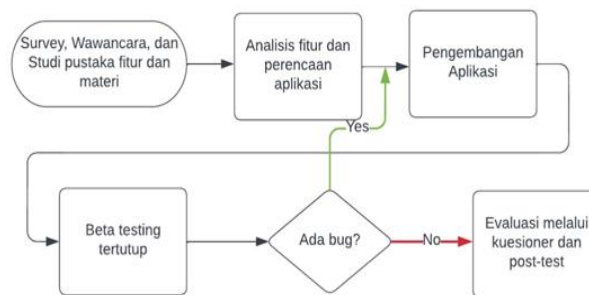 Survey, Wawancara, dan
Studi pustaka fitur dan
materi
Analisis fitur dan
perencaan
aplikasi
Pengembangan
Aplikasi
Yes
Beta testing
tertutup
Ada bug?
No
Evaluasi melalui
kuesioner dan
post-test